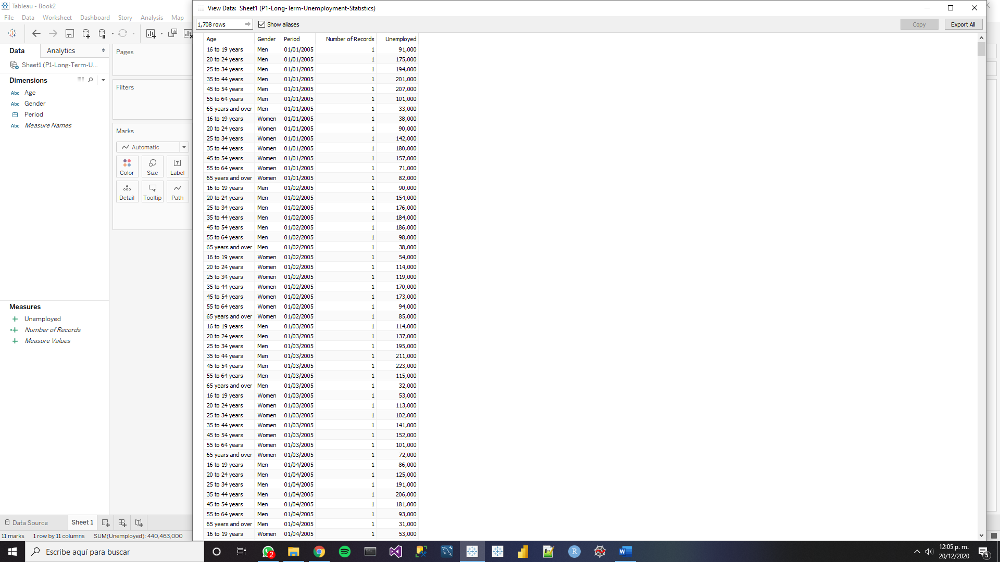 Tableau - Book2
File Data Worksheet Dashboard Story Analysis Map
Data
Analytics
Sheet1 (P1-Long-Term-U...
Dimensions
Abc Age
Abc Gender
Period
Abc Measure Names
Measures
Unemployed
Number of Records
Measure Values
Pages
Filters
Marks
Automatic
Color Size Label
Detail Tooltip Path
View Data: Sheet1 (P1-Long-Term-Unemployment-Statistics)
1,708 rows
Show aliases
Copy
Export All
Age Gender Period Number of Records Unemployed
16 to 19 years Men 01/01/2005 1 91,000
20 to 24 years Men 01/01/2005 1 175,000
25 to 34 years Men 01/01/2005 1 194,000
35 to 44 years Men 01/01/2005 1 201,000
45 to 54 years Men 01/01/2005 1 207,000
55 to 64 years Men 01/01/2005 1 101,000
65 years and over Men 01/01/2005 1 33,000
16 to 19 years Women 01/01/2005 1 38,000
20 to 24 years Women 01/01/2005 1 90,000
25 to 34 years Women 01/01/2005 1 142,000
35 to 44 years Women 01/01/2005 1 180,000
45 to 54 years Women 01/01/2005 1 157,000
55 to 64 years Women 01/01/2005 1 71,000
65 years and over Women 01/01/2005 1 82,000
16 to 19 years Men 01/02/2005 1 90,000
20 to 24 years Men 01/02/2005 1 154,000
25 to 34 years Men 01/02/2005 1 176,000
35 to 44 years Men 01/02/2005 1 184,000
45 to 54 years Men 01/02/2005 1 186,000
55 to 64 years Men 01/02/2005 1 98,000
65 years and over Men 01/02/2005 1 38,000
16 to 19 years Women 01/02/2005 1 54,000
20 to 24 years Women 01/02/2005 1 114,000
25 to 34 years Women 01/02/2005 1 119,000
35 to 44 years Women 01/02/2005 1 170,000
45 to 54 years Women 01/02/2005 1 173,000
55 to 64 years Women 01/02/2005 1 94,000
65 years and over Women 01/02/2005 1 85,000
16 to 19 years Men 01/03/2005 1 114,000
20 to 24 years Men 01/03/2005 1 137,000
25 to 34 years Men 01/03/2005 1 195,000
35 to 44 years Men 01/03/2005 1 211,000
45 to 54 years Men 01/03/2005 1 223,000
55 to 64 years Men 01/03/2005 1 115,000
65 years and over Men 01/03/2005 1 32,000
16 to 19 years Women 01/03/2005 1 53,000
20 to 24 years Women 01/03/2005 1 113,000
25 to 34 years Women 01/03/2005 1 102,000
35 to 44 years Women 01/03/2005 1 141,000
45 to 54 years Women 01/03/2005 1 152,000
55 to 64 years Women 01/03/2005 1 101,000
65 years and over Women 01/03/2005 1 72,000
16 to 19 years Men 01/04/2005 1 86,000
20 to 24 years Men 01/04/2005 1 125,000
25 to 34 years Men 01/04/2005 1 191,000
35 to 44 years Men 01/04/2005 1 206,000
45 to 54 years Men 01/04/2005 1 181,000
55 to 64 years Men 01/04/2005 1 93,000
65 years and over Men 01/04/2005 1 31,000
16 to 19 years Women 01/04/2005 1 53,000
Data Source
Sheet 1
11 marks 1 row by 11 columns SUM(Unemployed): 440,463,000
Escribe aquí para buscar
2
R
12:05 p. m.
20/12/2020
5